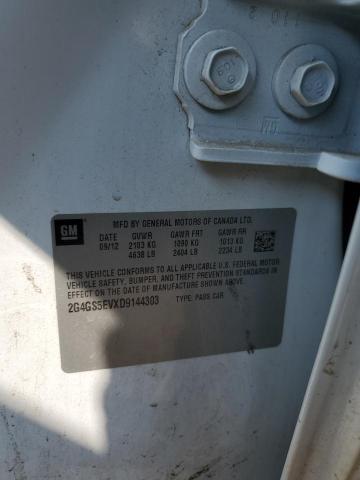 GM
MFD BY GENERAL MOTORS OF CANADA LTD.
DATE GVWR GAWR FRT GAWR RR
09/12 2103 KG 1090 KG 1013 KG
4638 LB 2404 LB 2234 LB
THIS VEHICLE CONFORMS TO ALL APPLICABLE U.S. FEDERAL MOTOR
VEHICLE SAFETY, BUMPER, AND THEFT PREVENTION STANDARDS IN
EFFECT ON THE DATE OF MANUFACTURE SHOWN ABOVE.
2G4GS5EVXD9144303 TYPE: PASS CAR